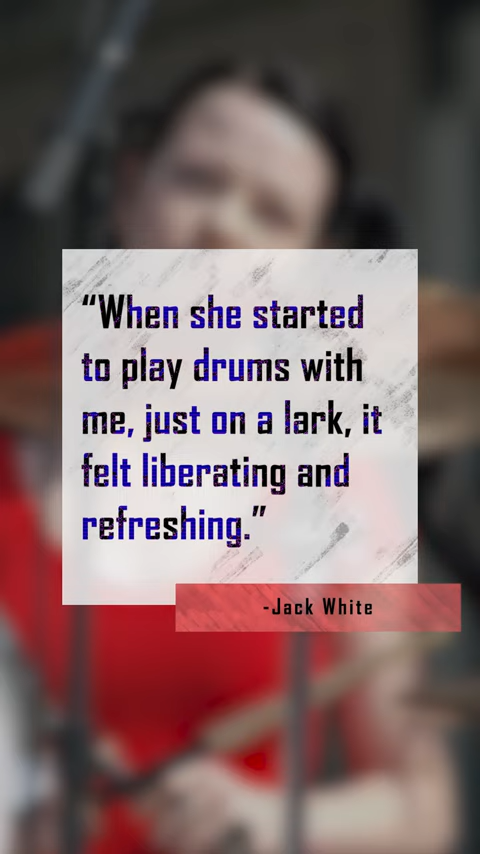 “When she started
to play drums with
me, just on a lark, it
felt liberating and
refreshing.”
-Jack White